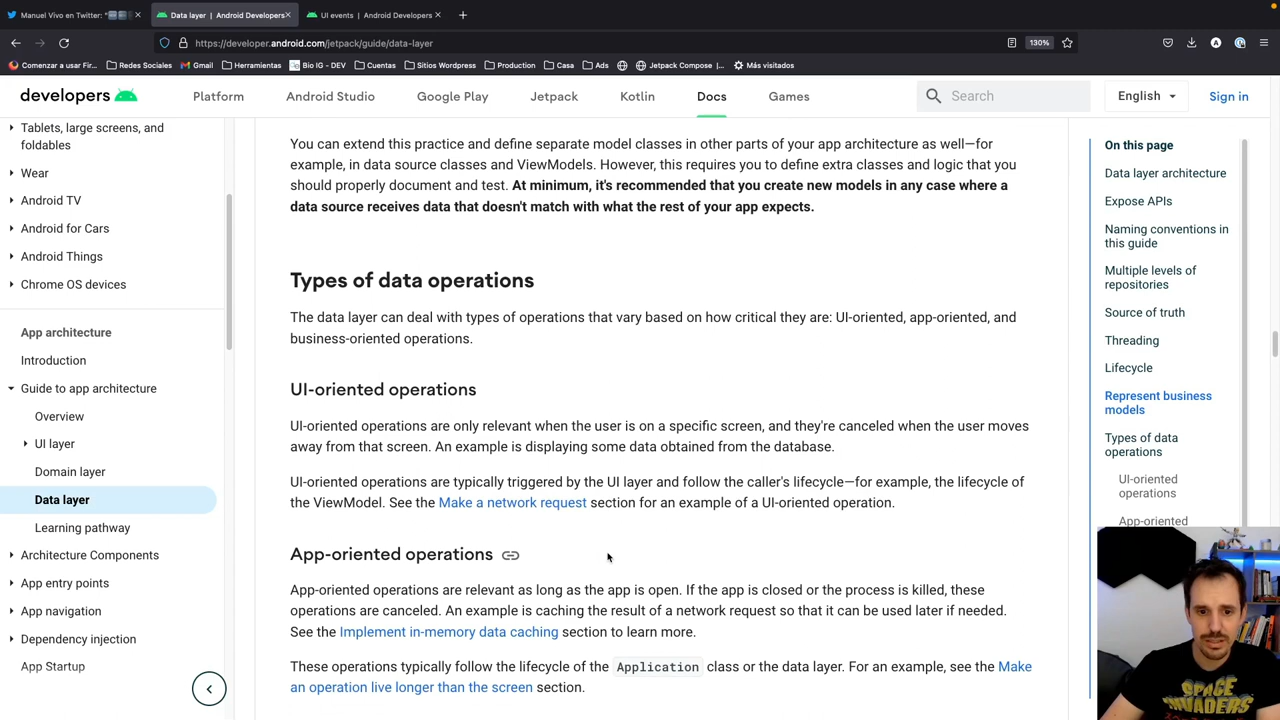 Manuel Vivo en Twitter: "
Data layer | Android Developers
UI events | Android Developers
https://developer.android.com/jetpack/guide/data-layer
130%
Comenzar a usar Fir...
Redes Sociales
Gmail
Herramientas
Bio IG - DEV
Cuentas
Sitios Wordpress
Production
Casa
Ads
Jetpack Compose |...
Más visitados
developers
Platform
Android Studio
Google Play
Jetpack
Kotlin
Docs
Games
Search
English
Sign in
Tablets, large screens, and
foldables
Wear
Android TV
Android for Cars
Android Things
Chrome OS devices
App architecture
Introduction
Guide to app architecture
Overview
UI layer
Domain layer
Data layer
Learning pathway
Architecture Components
App entry points
App navigation
Dependency injection
App Startup
You can extend this practice and define separate model classes in other parts of your app architecture as well—for
example, in data source classes and ViewModels. However, this requires you to define extra classes and logic that you
should properly document and test. At minimum, it's recommended that you create new models in any case where a
data source receives data that doesn't match with what the rest of your app expects.
Types of data operations
The data layer can deal with types of operations that vary based on how critical they are: UI-oriented, app-oriented, and
business-oriented operations.
UI-oriented operations
UI-oriented operations are only relevant when the user is on a specific screen, and they're canceled when the user moves
away from that screen. An example is displaying some data obtained from the database.
UI-oriented operations are typically triggered by the UI layer and follow the caller's lifecycle—for example, the lifecycle of
the ViewModel. See the Make a network request section for an example of a UI-oriented operation.
App-oriented operations
App-oriented operations are relevant as long as the app is open. If the app is closed or the process is killed, these
operations are canceled. An example is caching the result of a network request so that it can be used later if needed.
See the Implement in-memory data caching section to learn more.
These operations typically follow the lifecycle of the Application class or the data layer. For an example, see the Make
an operation live longer than the screen section.
On this page
Data layer architecture
Expose APIs
Naming conventions in
this guide
Multiple levels of
repositories
Source of truth
Threading
Lifecycle
Represent business
models
Types of data
operations
UI-oriented
operations
App-oriented
SPACE
INVADERS